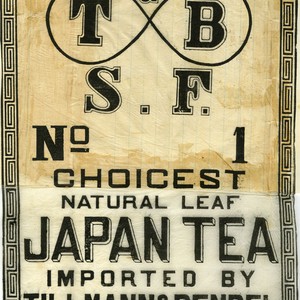 &
T B
S. F.
No 1
CHOICEST
NATURAL LEAF
JAPAN TEA
IMPORTED BY